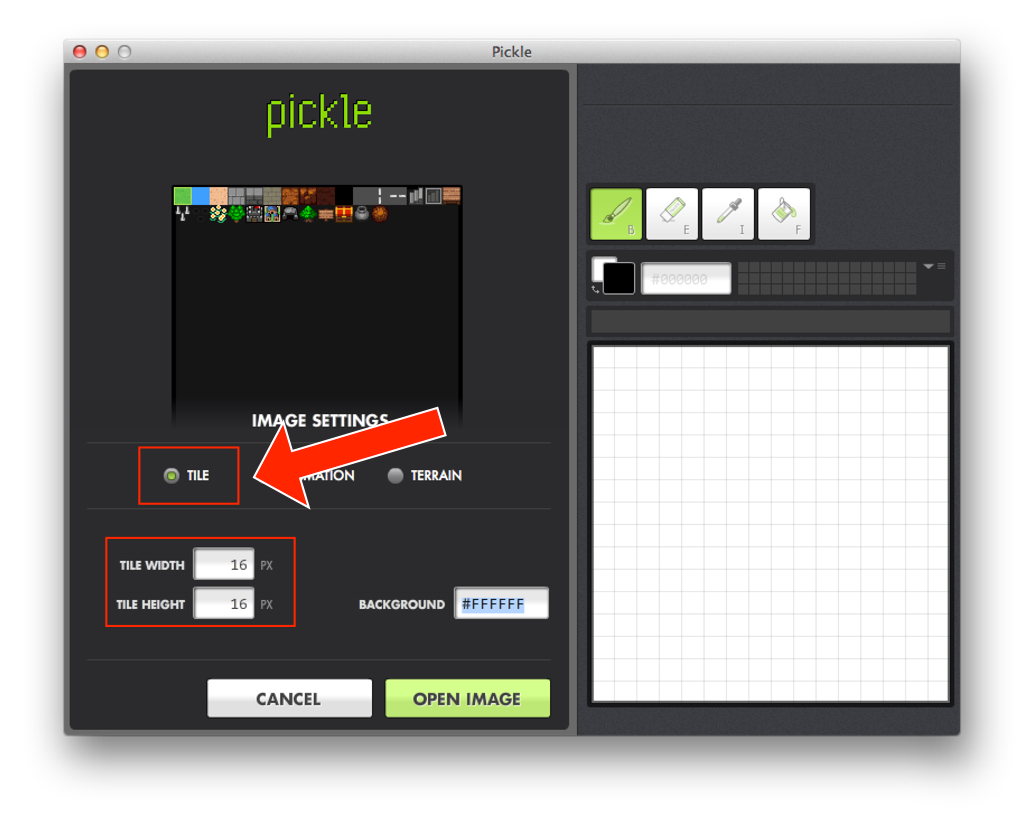 Pickle
pickle
B E I F
#000000
IMAGE SETTINGS
TILE MATION TERRAIN
TILE WIDTH 16 PX
TILE HEIGHT 16 PX BACKGROUND #FFFFFF
CANCEL OPEN IMAGE